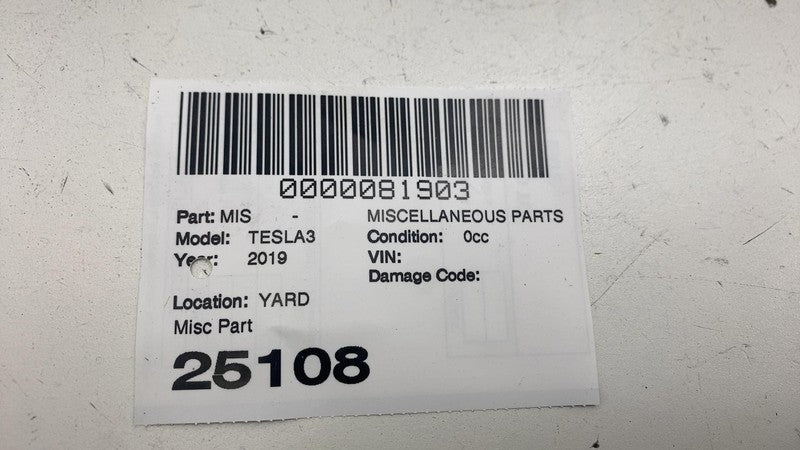 0000081903
Part: MIS - MISCELLANEOUS PARTS
Model: TESLA3 Condition: 0cc
Year: 2019 VIN:
Damage Code:
Location: YARD
Misc Part
25108